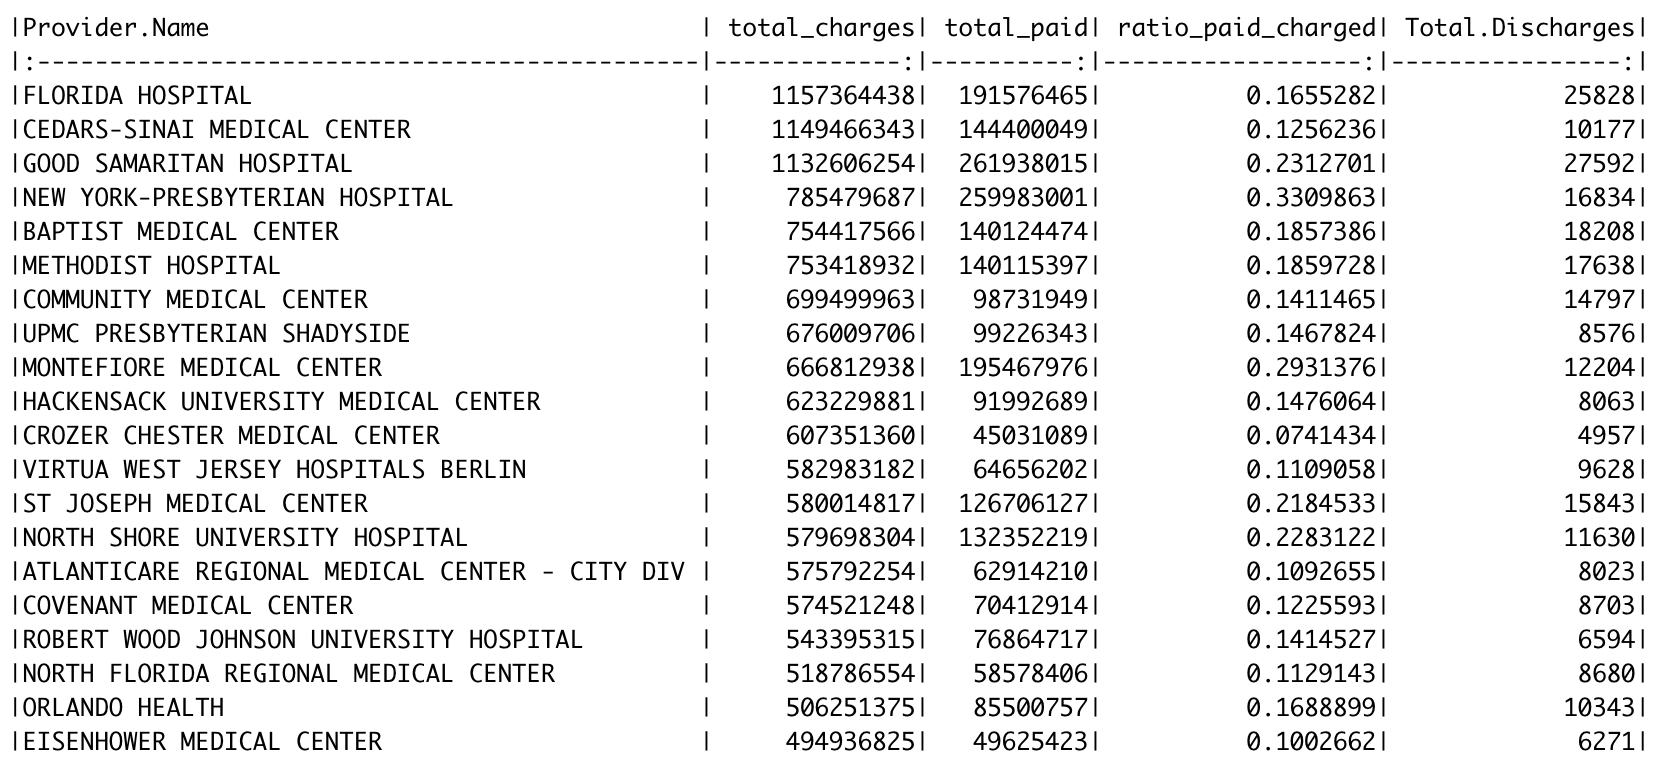 |Provider.Name                                  | total_charges| total_paid| ratio_paid_charged| Total.Discharges|
|:----------------------------------------------|-------------:|----------:|------------------:|----------------:|
|FLORIDA HOSPITAL                               |    1157364438|  191576465|          0.1655282|            25828|
|CEDARS-SINAI MEDICAL CENTER                    |    1149466343|  144400049|          0.1256236|            10177|
|GOOD SAMARITAN HOSPITAL                        |    1132606254|  261938015|          0.2312701|            27592|
|NEW YORK-PRESBYTERIAN HOSPITAL                 |     785479687|  259983001|          0.3309863|            16834|
|BAPTIST MEDICAL CENTER                         |     754417566|  140124474|          0.1857386|            18208|
|METHODIST HOSPITAL                             |     753418932|  140115397|          0.1859728|            17638|
|COMMUNITY MEDICAL CENTER                       |     699499963|   98731949|          0.1411465|            14797|
|UPMC PRESBYTERIAN SHADYSIDE                    |     676009706|   99226343|          0.1467824|             8576|
|MONTEFIORE MEDICAL CENTER                      |     666812938|  195467976|          0.2931376|            12204|
|HACKENSACK UNIVERSITY MEDICAL CENTER           |     623229881|   91992689|          0.1476064|             8063|
|CROZER CHESTER MEDICAL CENTER                  |     607351360|   45031089|          0.0741434|             4957|
|VIRTUA WEST JERSEY HOSPITALS BERLIN            |     582983182|   64656202|          0.1109058|             9628|
|ST JOSEPH MEDICAL CENTER                       |     580014817|  126706127|          0.2184533|            15843|
|NORTH SHORE UNIVERSITY HOSPITAL                |     579698304|  132352219|          0.2283122|            11630|
|ATLANTICARE REGIONAL MEDICAL CENTER - CITY DIV |     575792254|   62914210|          0.1092655|             8023|
|COVENANT MEDICAL CENTER                        |     574521248|   70412914|          0.1225593|             8703|
|ROBERT WOOD JOHNSON UNIVERSITY HOSPITAL        |     543395315|   76864717|          0.1414527|             6594|
|NORTH FLORIDA REGIONAL MEDICAL CENTER          |     518786554|   58578406|          0.1129143|             8680|
|ORLANDO HEALTH                                 |     506251375|   85500757|          0.1688899|            10343|
|EISENHOWER MEDICAL CENTER                      |     494936825|   49625423|          0.1002662|             6271|